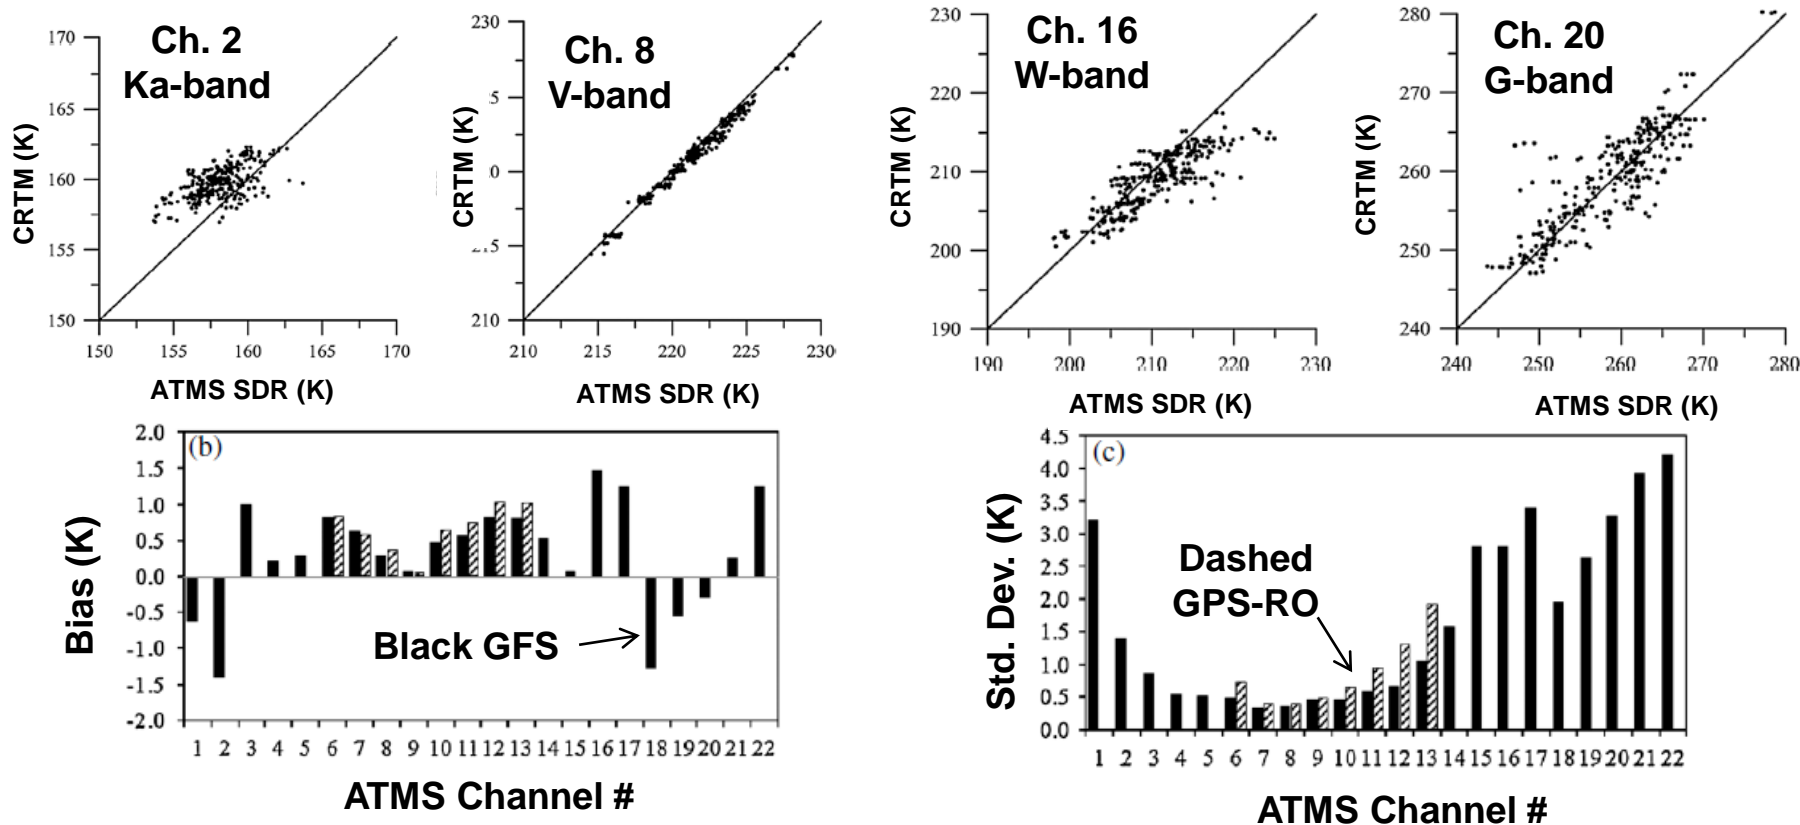 Ch. 2
Ka-band
170
165
160
155
150
CRTM (K)
150 155 160 165 170
ATMS SDR (K)
Ch. 8
V-band
230
5
0
5
210
CRTM (K)
210 215 220 225 230
ATMS SDR (K)
Ch. 16
W-band
230
220
210
200
190
CRTM (K)
190 200 210 220 230
ATMS SDR (K)
Ch. 20
G-band
280
270
260
250
240
CRTM (K)
240 250 260 270 280
ATMS SDR (K)
(b)
2.0
1.5
1.0
0.5
0.0
-0.5
-1.0
-1.5
-2.0
Bias (K)
Black GFS
1 2 3 4 5 6 7 8 9 10 11 12 13 14 15 16 17 18 19 20 21 22
ATMS Channel #
(c)
4.5
4.0
3.5
3.0
2.5
2.0
1.5
1.0
0.5
0.0
Std. Dev. (K)
Dashed
GPS-RO
1 2 3 4 5 6 7 8 9 10 11 12 13 14 15 16 17 18 19 20 21 22
ATMS Channel #